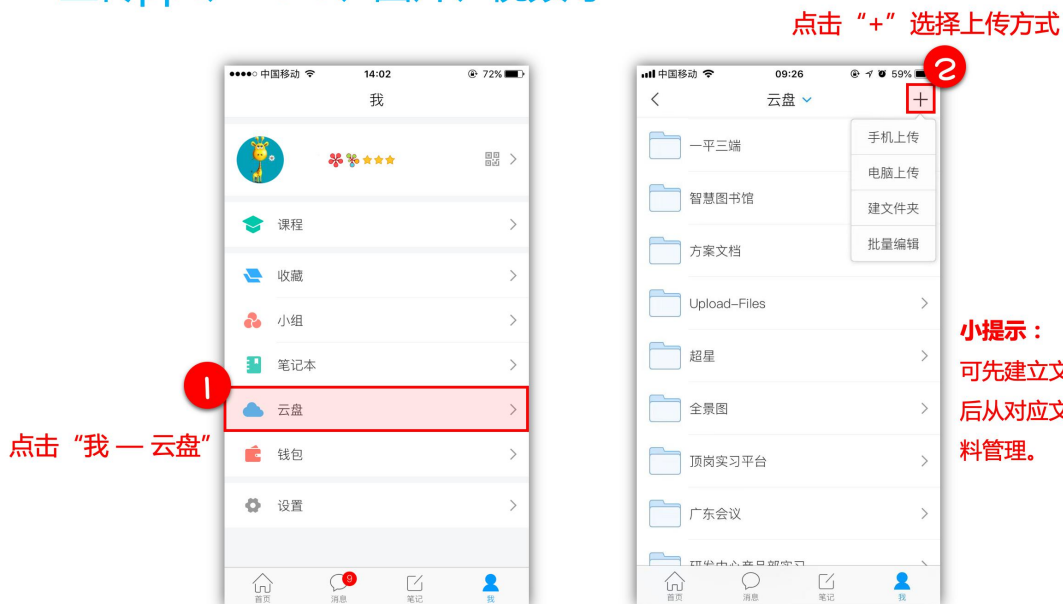 点击“+”选择上传方式
2
中国移动 14:02 72%
我
课程
收藏
小组
笔记本
1
云盘
点击“我 — 云盘”
钱包
设置
9
首页 消息 笔记 我
中国移动 09:26 59%
云盘
+
手机上传
电脑上传
建文件夹
批量编辑
一平三端
智慧图书馆
方案文档
Upload-Files
超星
全景图
顶岗实习平台
广东会议
首页 消息 笔记 我
小提示：
可先建立文
后从对应文
料管理。